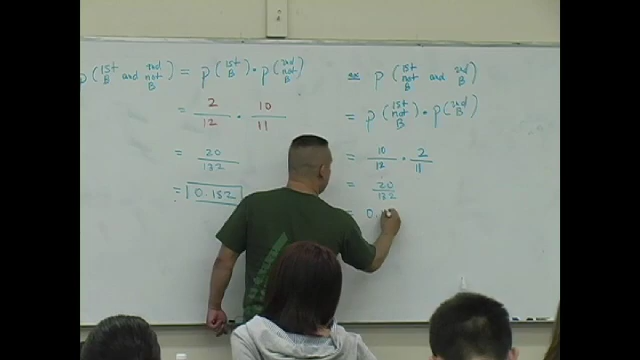 P(1st B and 2nd not B) = P(1st B) · P(2nd not B)
= 2/12 · 10/11
= 20/132
= 0.152
P(1st not B and 2nd B)
= P(1st not B) · P(2nd B)
= 10/12 · 2/11
= 20/132
= 0.